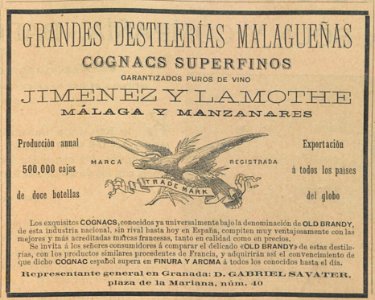 GRANDES DESTILERÍAS MALAGUEÑAS
COGNACS SUPERFINOS
GARANTIZADOS PUROS DE VINO
JIMENEZ Y LAMOTHE
MÁLAGA Y MANZANARES
Producción anual
500,000 cajas
de doce botellas
MARCA REGISTRADA
TRADE MARK
Exportación
á todos los países
del globo
Los exquisitos COGNACS, conocidos ya universalmente bajo la denominación de OLD BRANDY,
de esta industria nacional, sin rival hasta hoy en España, compiten muy ventajosamente con las
mejores y más acreditadas marcas francesas, tanto en calidad como en precios.
Se invita á los señores consumidores á comparar el delicado «OLD BRANDY» de estas destile-
rías, con los productos similares procedentes de Francia, y adquirirán así el convencimiento de
que dicho COGNAC español supera en FINURA Y AROMA á todos los conocidos hasta el día.
Representante general en Granada: D. GABRIEL SAVATER,
plaza de la Mariana, núm. 40